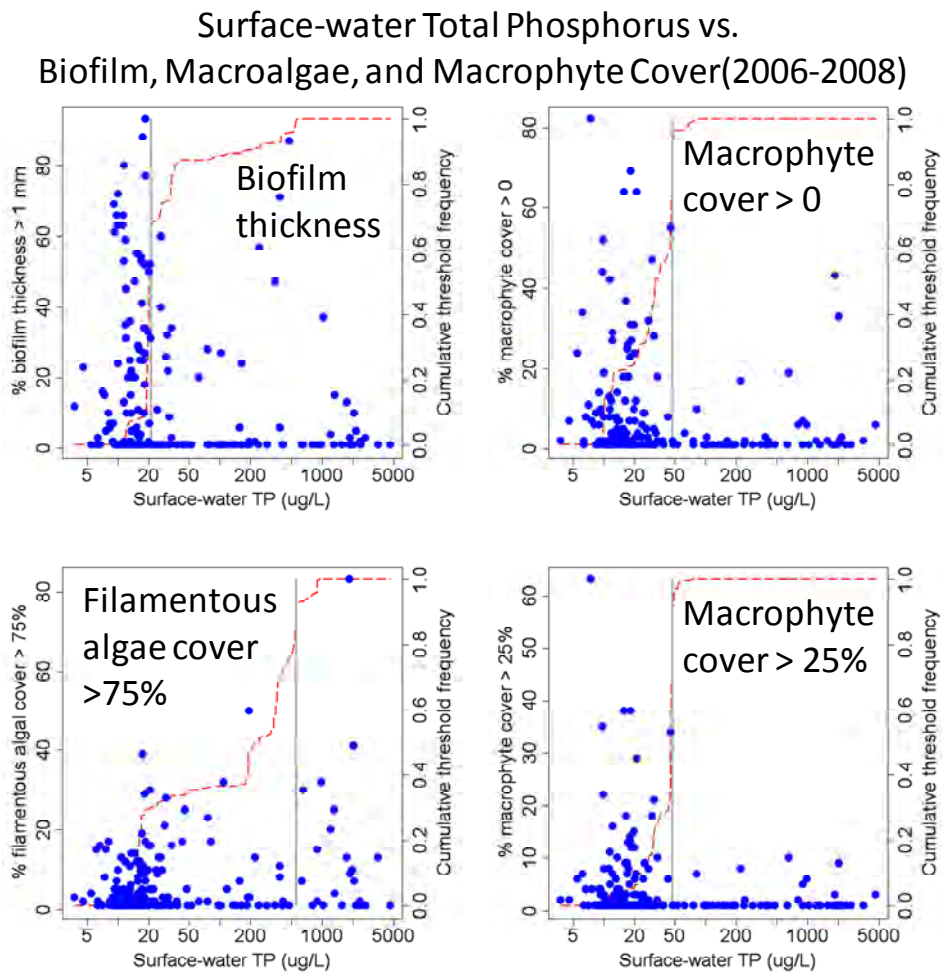 Surface-water Total Phosphorus vs.
Biofilm, Macroalgae, and Macrophyte Cover(2006-2008)
% biofilm thickness > 1 mm
0 20 40 60 80
Biofilm
thickness
0.0 0.2 0.4 0.6 0.8 1.0
Cumulative threshold frequency
5 20 50 200 1000 5000
Surface-water TP (ug/L)
% macrophyte cover > 0
0 20 40 60 80
Macrophyte
cover > 0
0.0 0.2 0.4 0.6 0.8 1.0
Cumulative threshold frequency
5 20 50 200 1000 5000
Surface-water TP (ug/L)
% filamentous algal cover > 75%
0 20 40 60 80
Filamentous
algae cover
>75%
0.0 0.2 0.4 0.6 0.8 1.0
Cumulative threshold frequency
5 20 50 200 1000 5000
Surface-water TP (ug/L)
% macrophyte cover > 25%
0 10 20 30 40 50 60
Macrophyte
cover > 25%
0.0 0.2 0.4 0.6 0.8 1.0
Cumulative threshold frequency
5 20 50 200 1000 5000
Surface-water TP (ug/L)